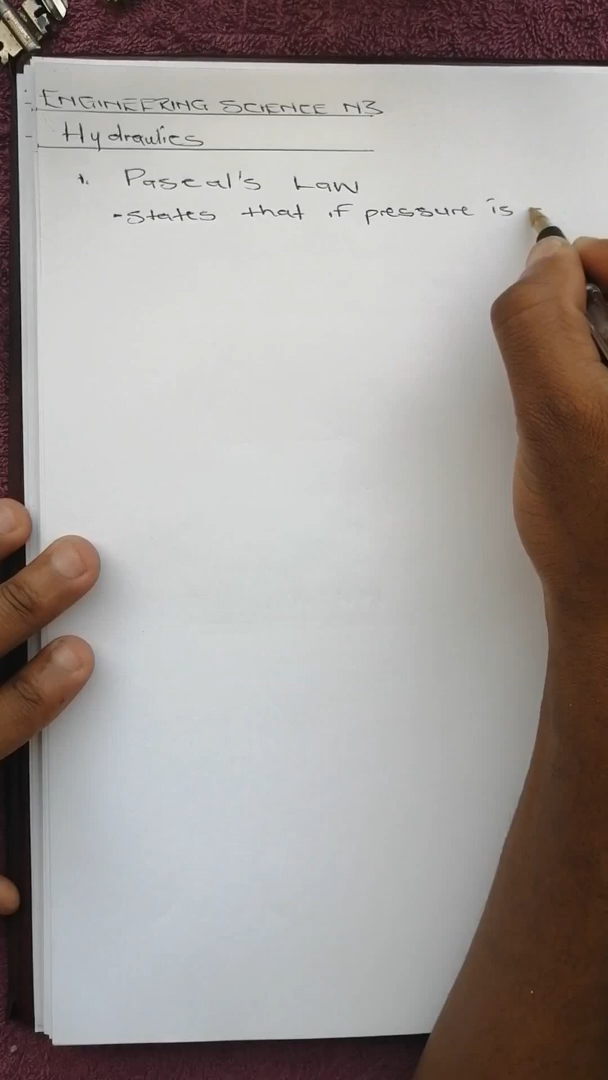 ENGINEERING SCIENCE N3
Hydraulics
1. Pascal's Law
- states that if pressure is